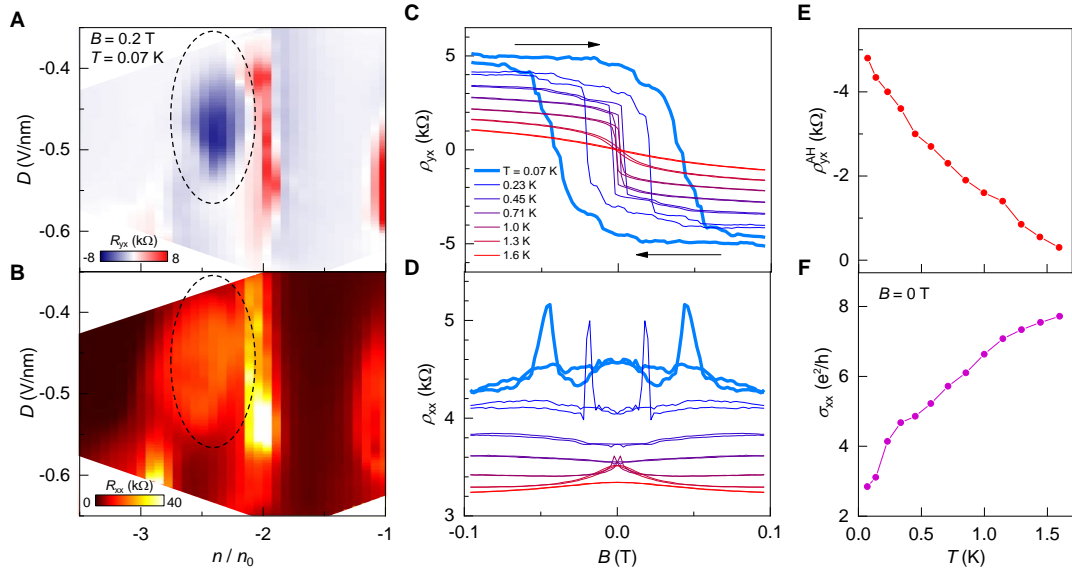 A
B = 0.2 T
T = 0.07 K
-0.4
-0.5
-0.6
D (V/nm)
R_yx (kΩ)
-8 8
B
-0.4
-0.5
-0.6
D (V/nm)
R_xx (kΩ)
0 40
-3 -2 -1
n / n_0
C
5
0
-5
ρ_yx (kΩ)
T = 0.07 K
0.23 K
0.45 K
0.71 K
1.0 K
1.3 K
1.6 K
D
6
5
4
3
ρ_xx (kΩ)
-0.1 0.0 0.1
B (T)
E
-4
-2
0
ρ_yx^AH (kΩ)
F
B = 0 T
8
6
4
2
σ_xx (e²/h)
0.0 0.5 1.0 1.5
T (K)